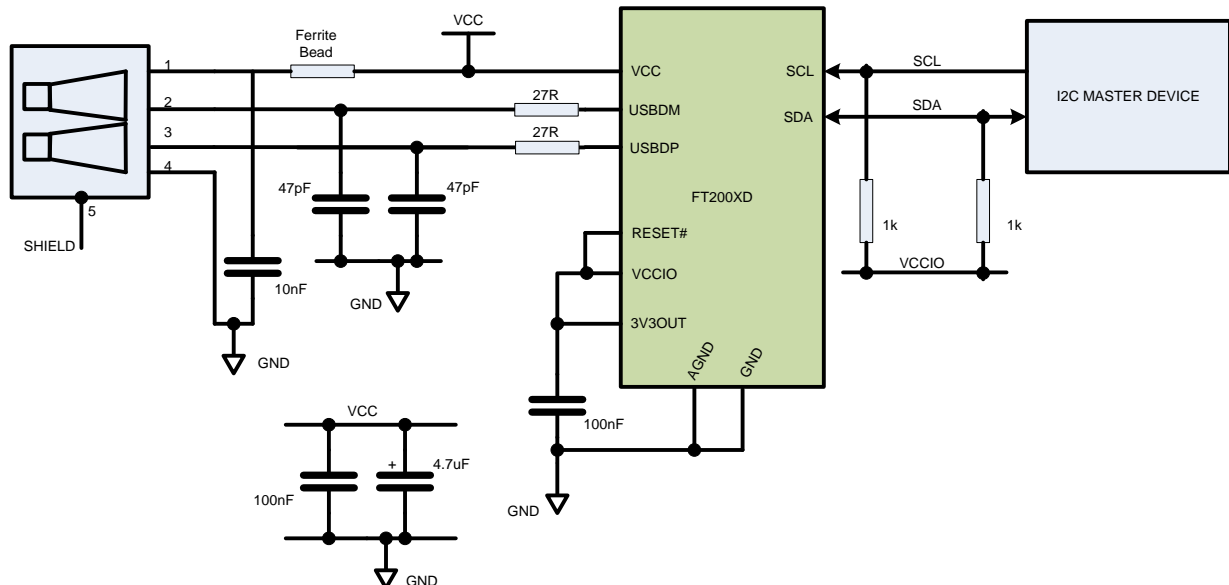 VCC
Ferrite
Bead
1
2
3
4
5
SHIELD
27R
27R
47pF
47pF
10nF
GND
GND
VCC
USBDM
USBDP
FT200XD
RESET#
VCCIO
3V3OUT
AGND
GND
SCL
SDA
SCL
SDA
I2C MASTER DEVICE
1k
1k
VCCIO
100nF
GND
VCC
100nF
+
4.7uF
GND